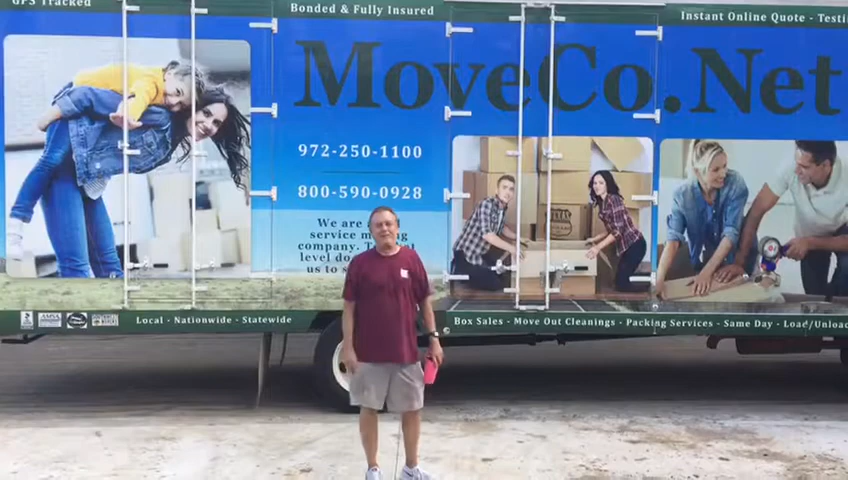 GPS Tracked
Bonded & Fully Insured
Instant Online Quote - Testi
MoveCo.Net
972-250-1100
800-590-0928
We are
service m
company. T
level do
us to s
Local - Nationwide - Statewide
Box Sales - Move Out Cleanings - Packing Services - Same Day - Load/Unload